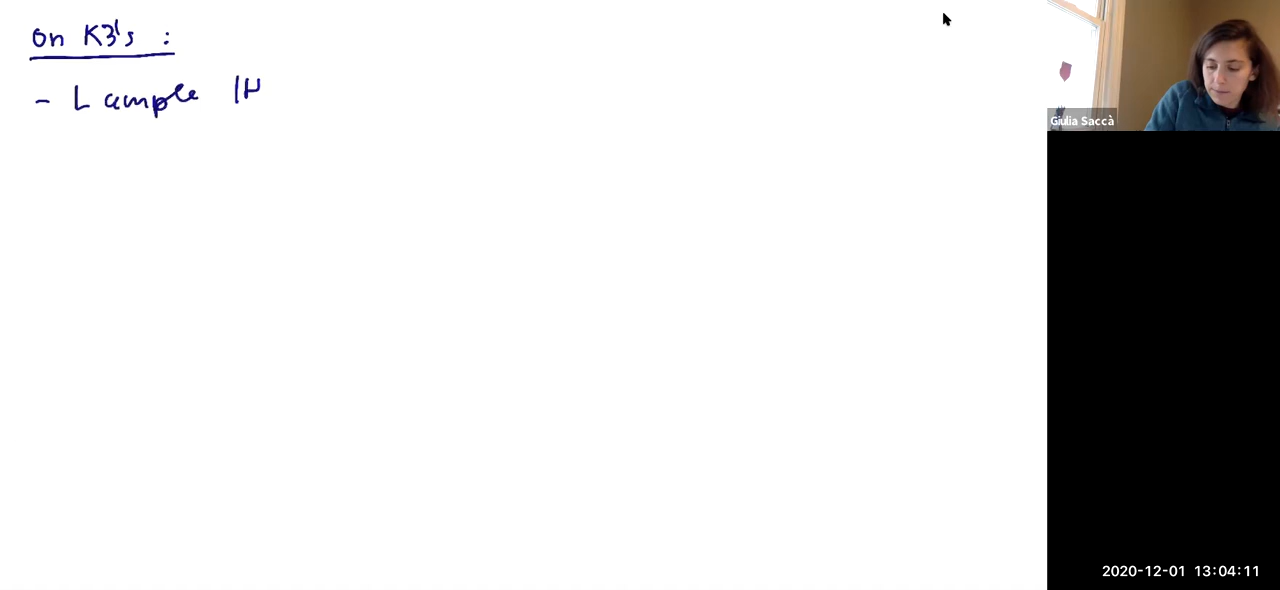 On K3's :
- L ample |H
Giulia Saccà
2020-12-01 13:04:11